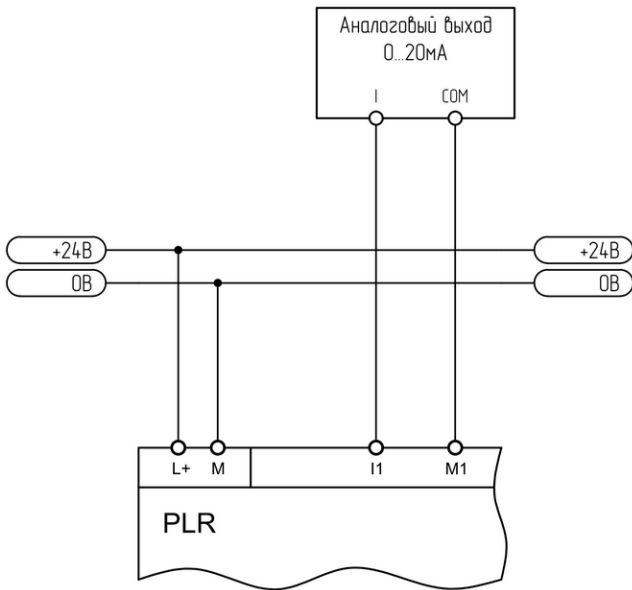 Аналоговый выход
0...20мА
I COM
+24В +24В
0В 0В
L+ M I1 M1
PLR